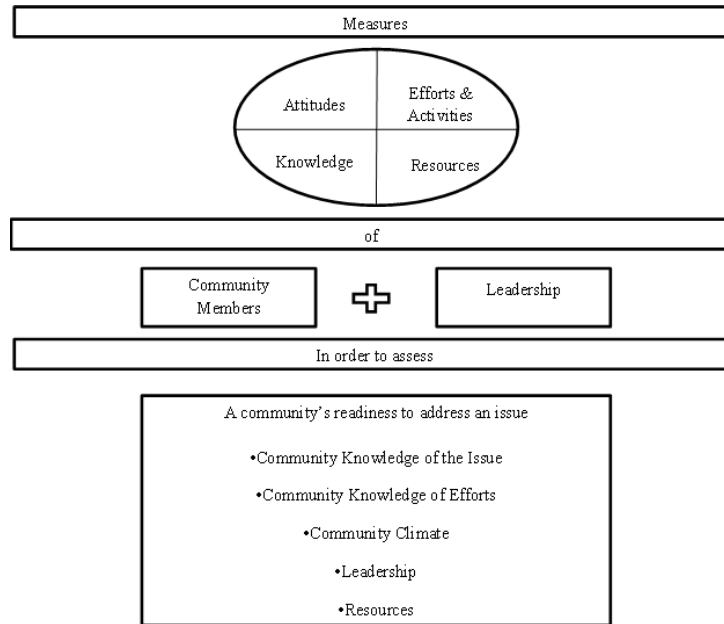 Measures
Attitudes
Efforts &
Activities
Knowledge
Resources
of
Community
Members
Leadership
In order to assess
A community's readiness to address an issue
•Community Knowledge of the Issue
•Community Knowledge of Efforts
•Community Climate
•Leadership
•Resources